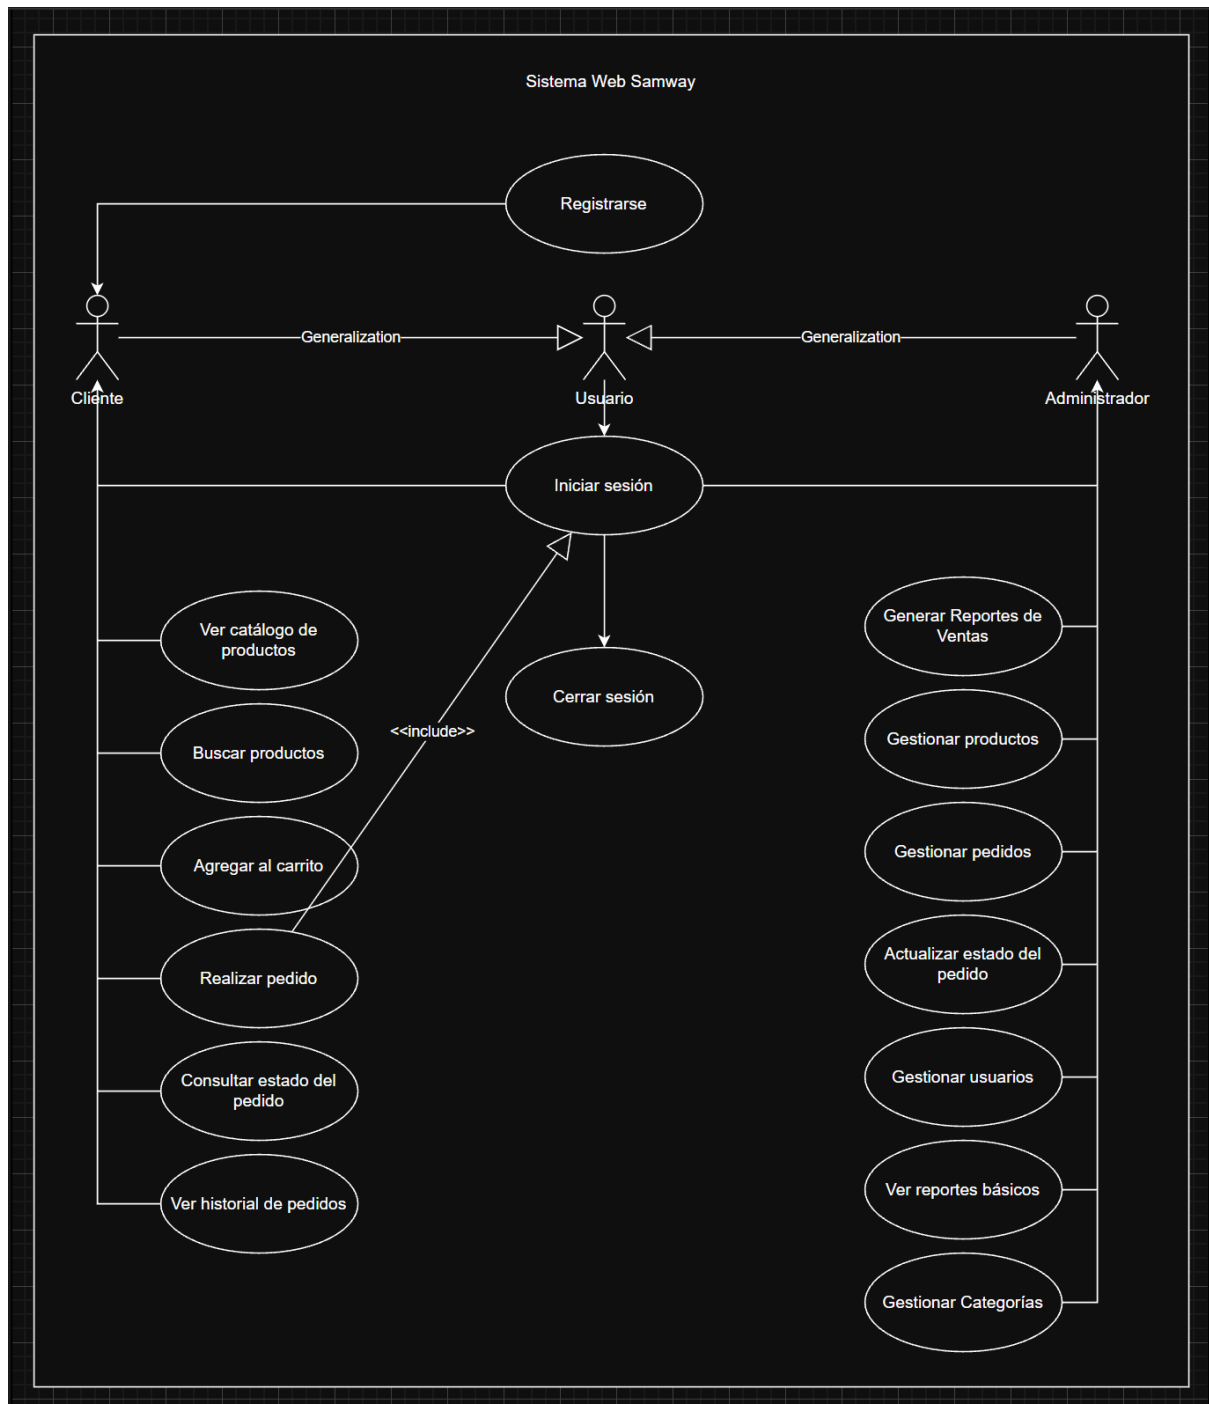 Sistema Web Samway
Registrarse
Generalization
Generalization
Cliente
Usuario
Administrador
Iniciar sesión
Ver catálogo de
productos
Generar Reportes de
Ventas
Cerrar sesión
<<include>>
Buscar productos
Gestionar productos
Agregar al carrito
Gestionar pedidos
Realizar pedido
Actualizar estado del
pedido
Consultar estado del
pedido
Gestionar usuarios
Ver historial de pedidos
Ver reportes básicos
Gestionar Categorías